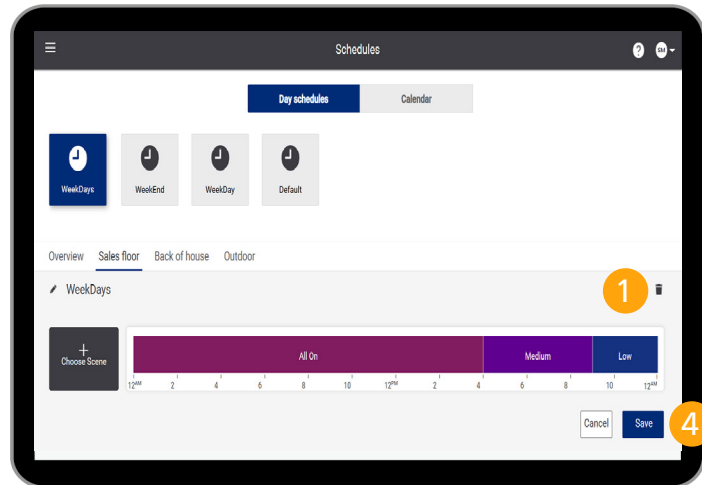 Schedules
? SM
Day schedules Calendar
WeekDays WeekEnd WeekDay Default
Overview Sales floor Back of house Outdoor
WeekDays 1
+
Choose Scene
All On Medium Low
12AM 2 4 6 8 10 12PM 2 4 6 8 10 12AM
Cancel Save 4